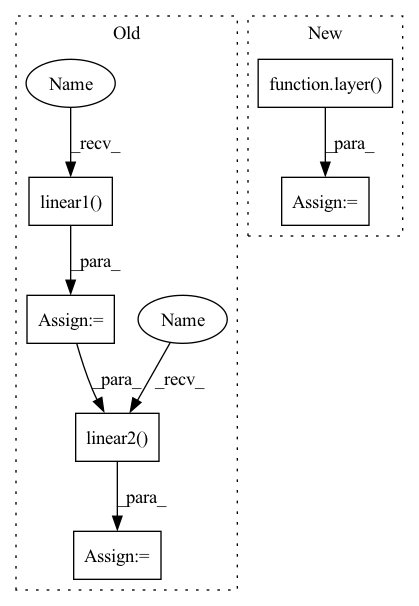 Old
New
Name
function.layer()
_recv_
_para_
linear1()
Assign:=
_para_
Assign:=
Name
_para_
_recv_
linear2()
_para_
Assign:=